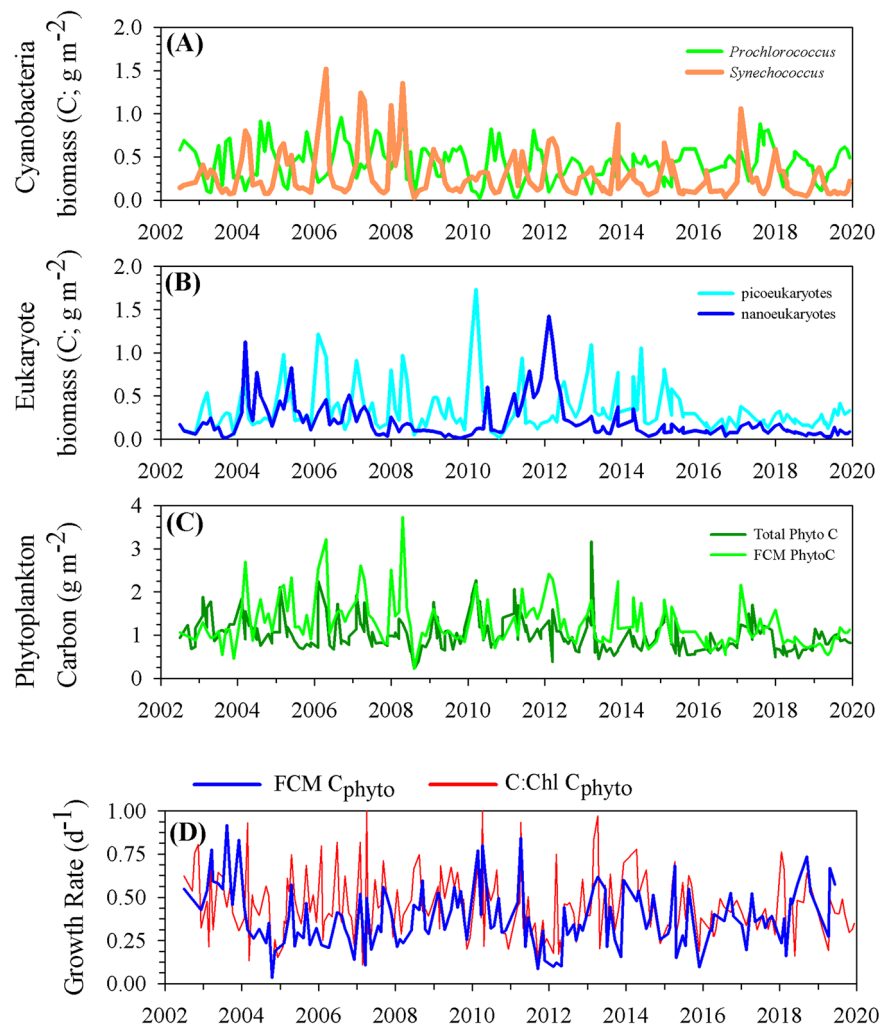 2.0
(A)
Prochlorococcus
1.5
Synechococcus
1.0
0.5
0.0
Cyanobacteria
biomass (C; g m-2)
2002 2004 2006 2008 2010 2012 2014 2016 2018 2020
2.0
(B)
picoeukaryotes
1.5
nanoeukaryotes
1.0
0.5
0.0
Eukaryote
biomass (C; g m-2)
2002 2004 2006 2008 2010 2012 2014 2016 2018 2020
4
(C)
Total Phyto C
3
FCM PhytoC
2
1
0
Phytoplankton
Carbon (g m-2)
2002 2004 2006 2008 2010 2012 2014 2016 2018 2020
FCM Cphyto C:Chl Cphyto
1.00
(D)
0.75
0.50
0.25
0.00
Growth Rate (d-1)
2002 2004 2006 2008 2010 2012 2014 2016 2018 2020